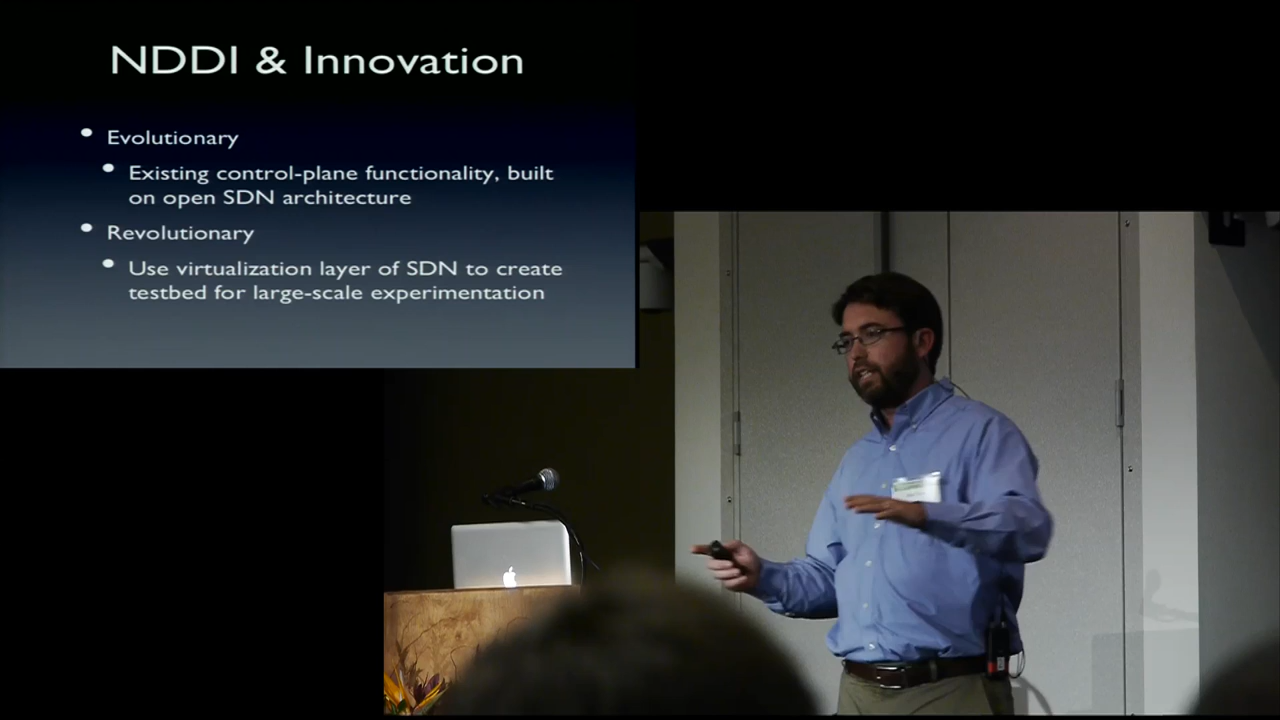 NDDI & Innovation
• Evolutionary
• Existing control-plane functionality, built
on open SDN architecture
• Revolutionary
• Use virtualization layer of SDN to create
testbed for large-scale experimentation